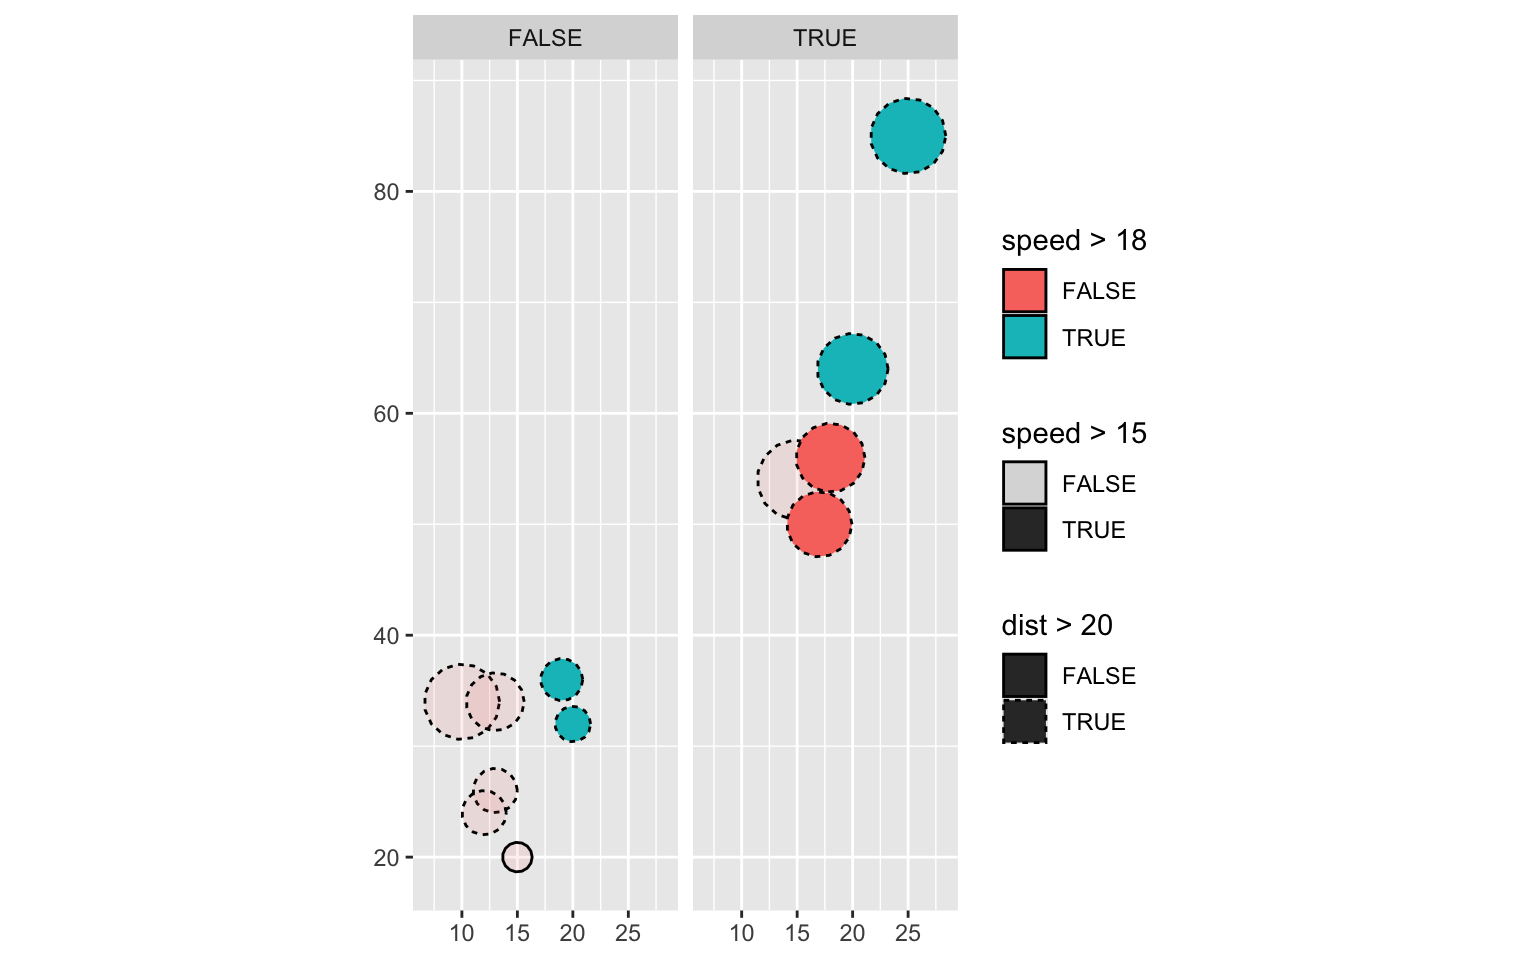 FALSE TRUE
80
60
40
20
10 15 20 25 10 15 20 25
speed > 18
FALSE
TRUE
speed > 15
FALSE
TRUE
dist > 20
FALSE
TRUE